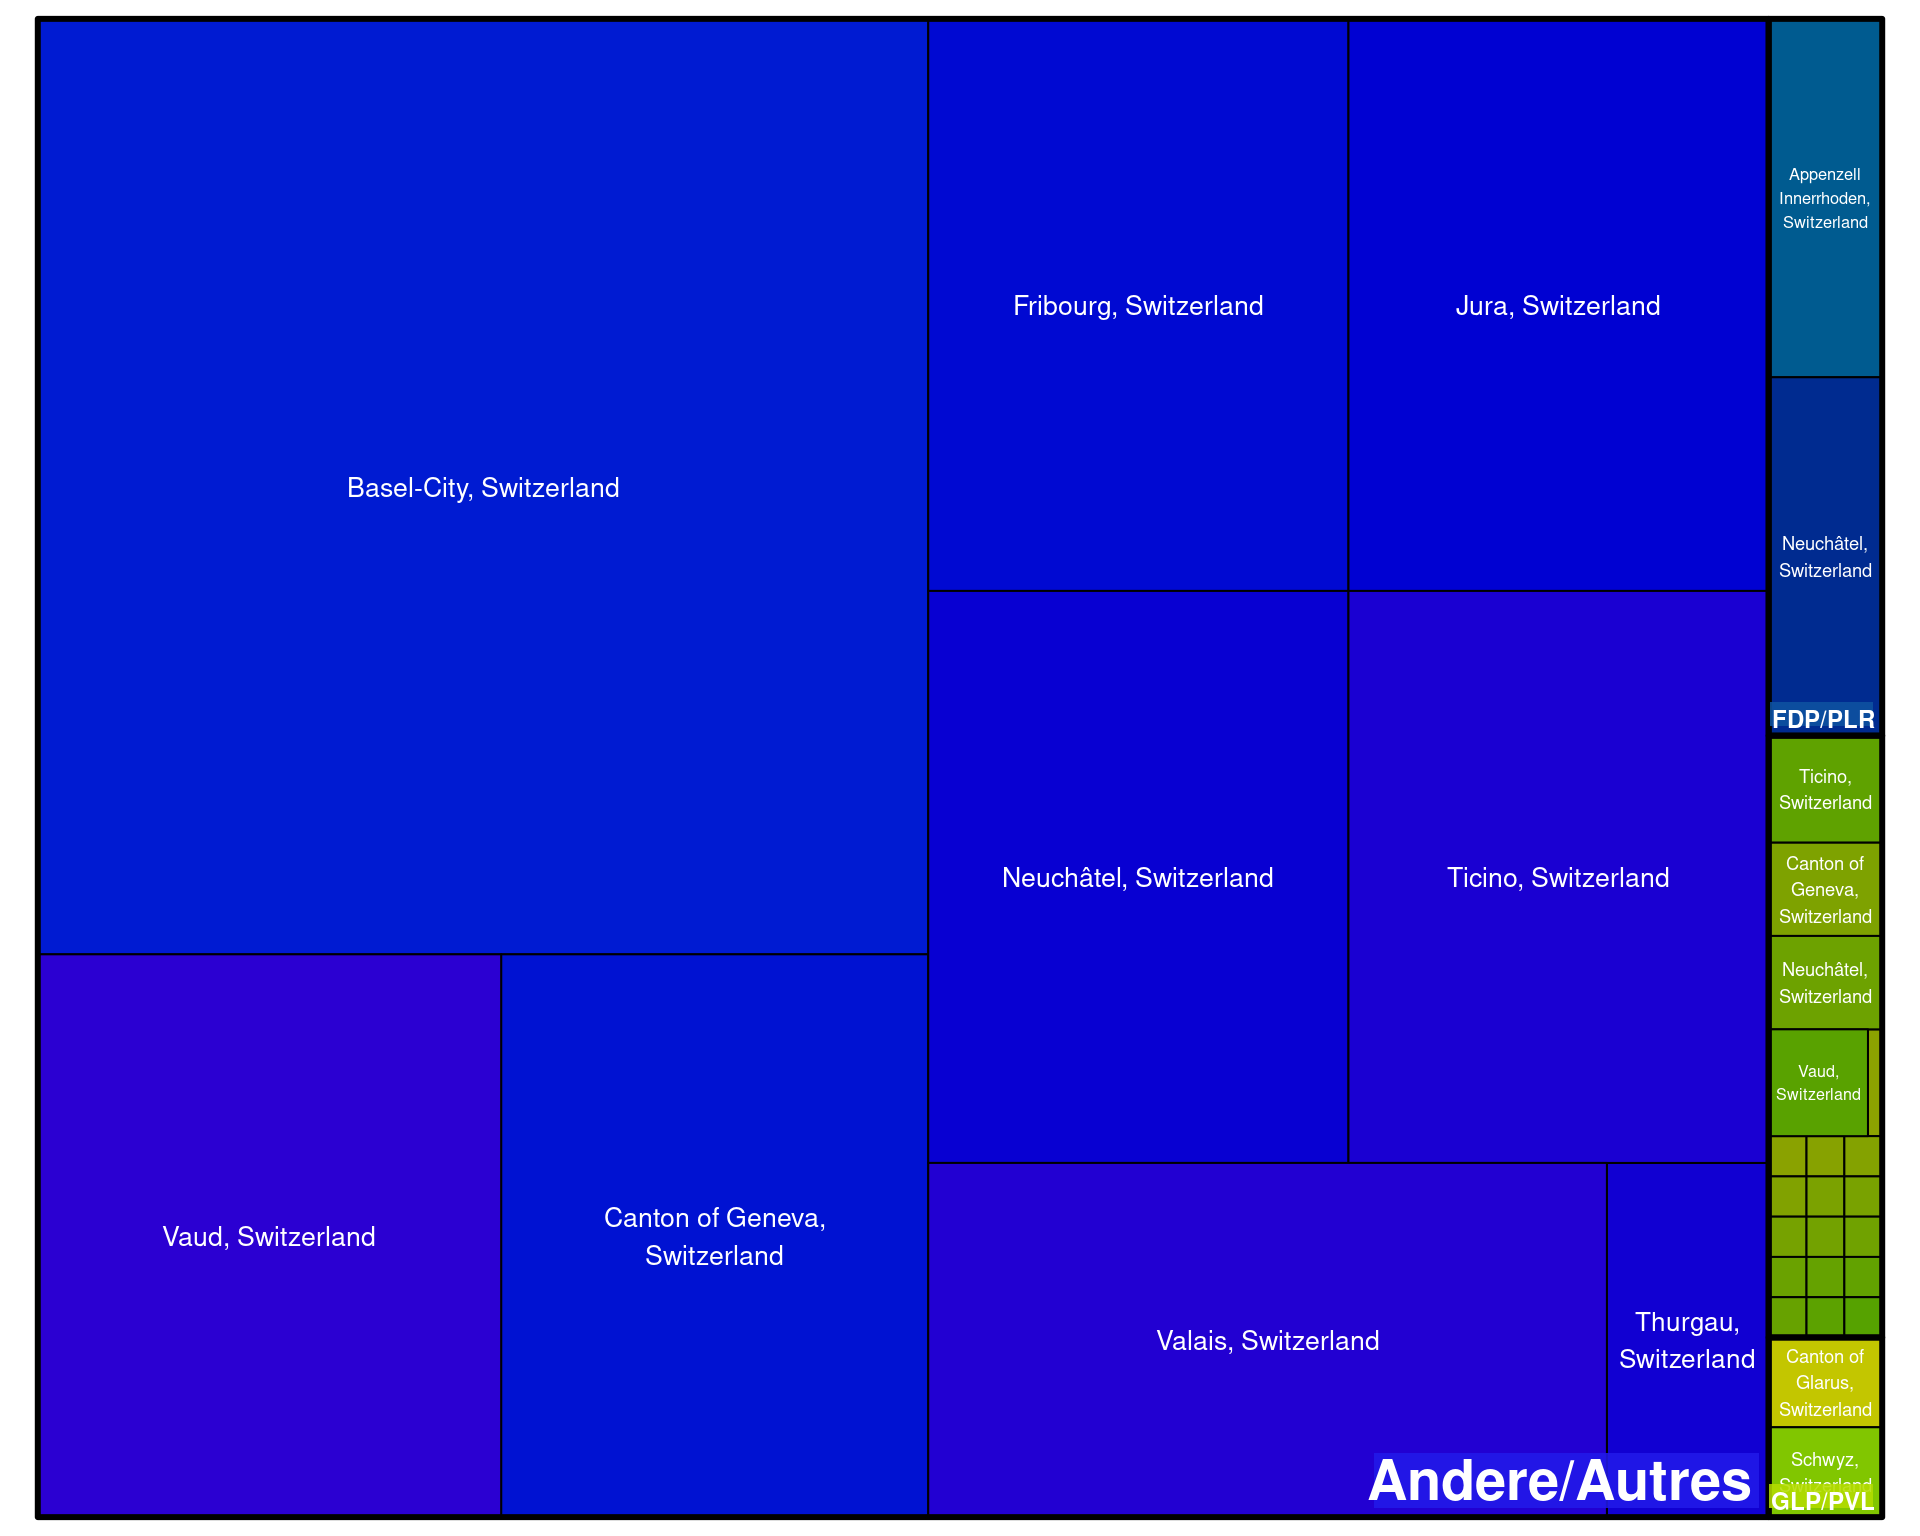 Basel-City, Switzerland
Fribourg, Switzerland
Jura, Switzerland
Neuchâtel, Switzerland
Ticino, Switzerland
Vaud, Switzerland
Canton of Geneva,
Switzerland
Valais, Switzerland
Thurgau,
Switzerland
Andere/Autres
Appenzell
Innerrhoden,
Switzerland
Neuchâtel,
Switzerland
FDP/PLR
Ticino,
Switzerland
Canton of
Geneva,
Switzerland
Neuchâtel,
Switzerland
Vaud,
Switzerland
Canton of
Glarus,
Switzerland
Schwyz,
Switzerland
GLP/PVL